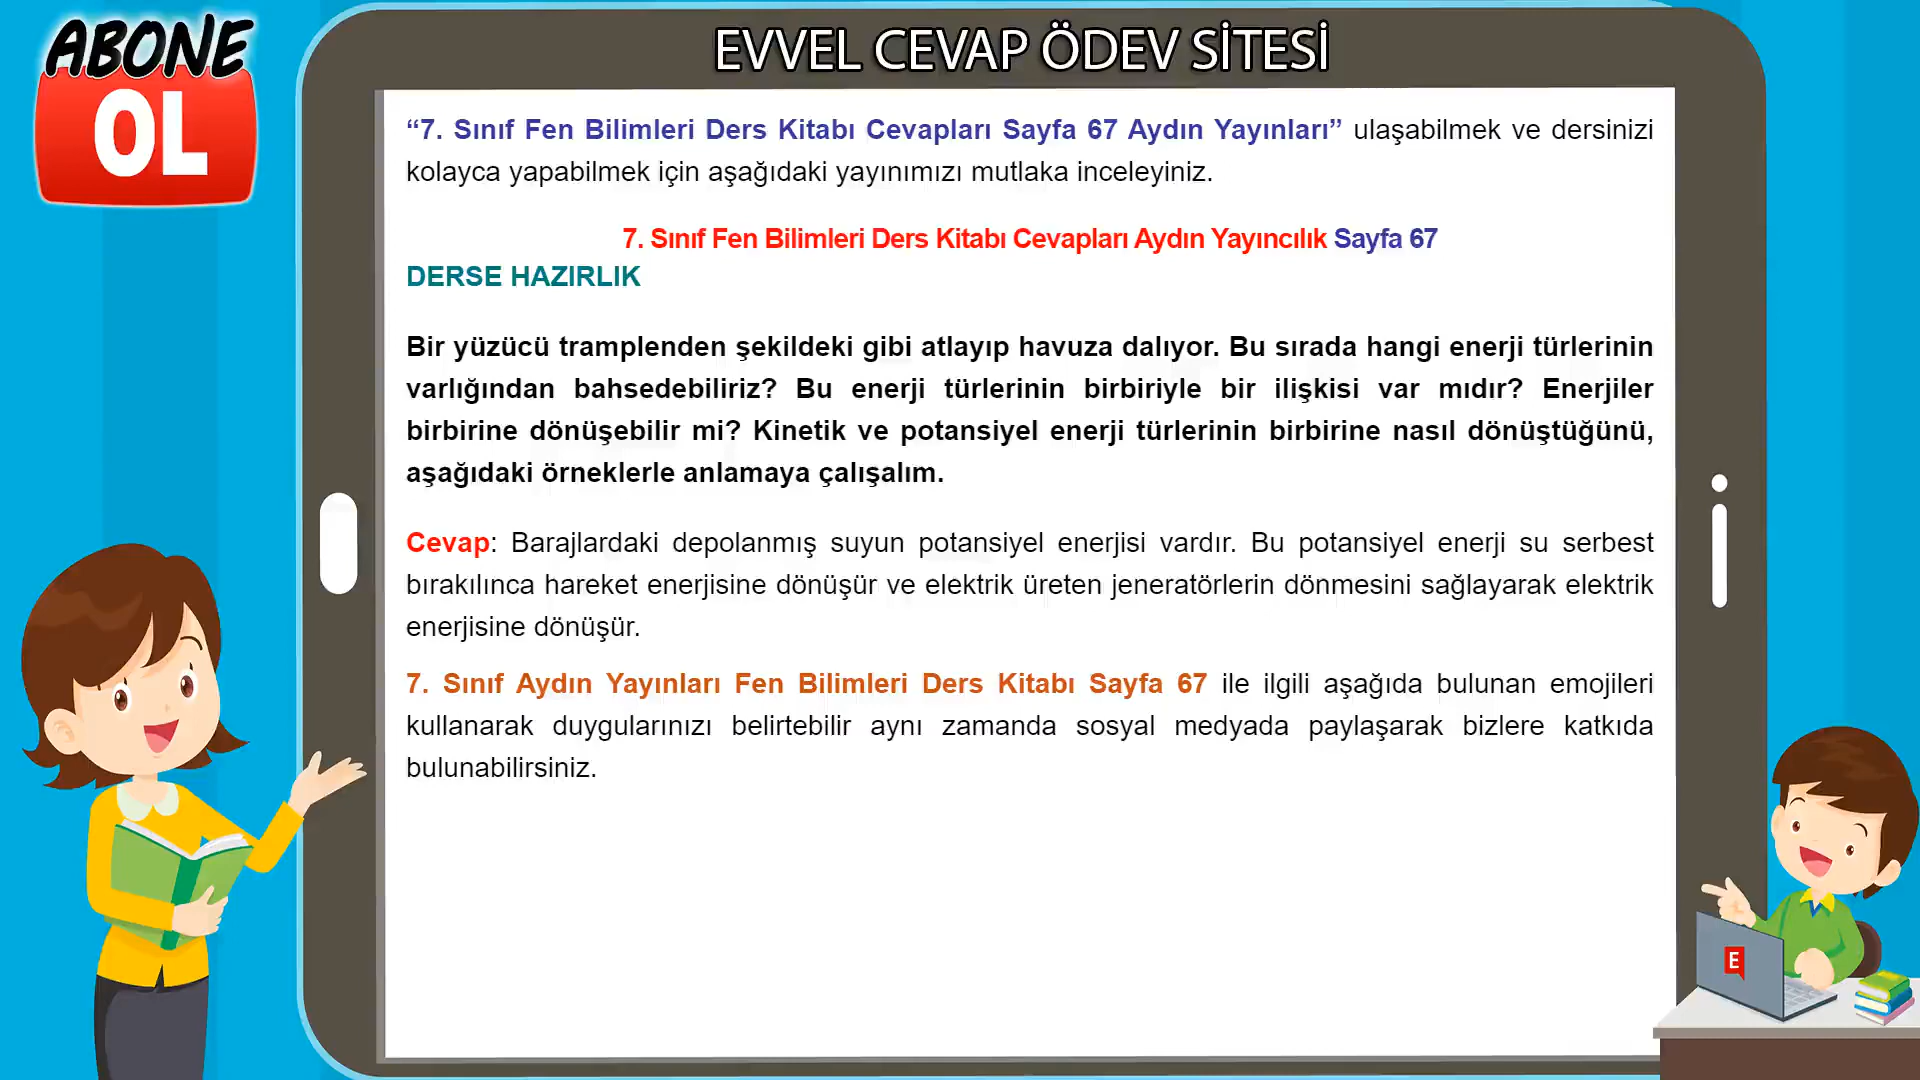 ABONE
OL
EVVEL CEVAP ÖDEV SİTESİ
“7. Sınıf Fen Bilimleri Ders Kitabı Cevapları Sayfa 67 Aydın Yayınları” ulaşabilmek ve dersinizi
kolayca yapabilmek için aşağıdaki yayınımızı mutlaka inceleyiniz.
7. Sınıf Fen Bilimleri Ders Kitabı Cevapları Aydın Yayıncılık Sayfa 67
DERSE HAZIRLIK
Bir yüzücü tramplenden şekildeki gibi atlayıp havuza dalıyor. Bu sırada hangi enerji türlerinin
varlığından bahsedebiliriz? Bu enerji türlerinin birbiriyle bir ilişkisi var mıdır? Enerjiler
birbirine dönüşebilir mi? Kinetik ve potansiyel enerji türlerinin birbirine nasıl dönüştüğünü,
aşağıdaki örneklerle anlamaya çalışalım.
Cevap: Barajlardaki depolanmış suyun potansiyel enerjisi vardır. Bu potansiyel enerji su serbest
bırakılınca hareket enerjisine dönüşür ve elektrik üreten jeneratörlerin dönmesini sağlayarak elektrik
enerjisine dönüşür.
7. Sınıf Aydın Yayınları Fen Bilimleri Ders Kitabı Sayfa 67 ile ilgili aşağıda bulunan emojileri
kullanarak duygularınızı belirtebilir aynı zamanda sosyal medyada paylaşarak bizlere katkıda
bulunabilirsiniz.
E